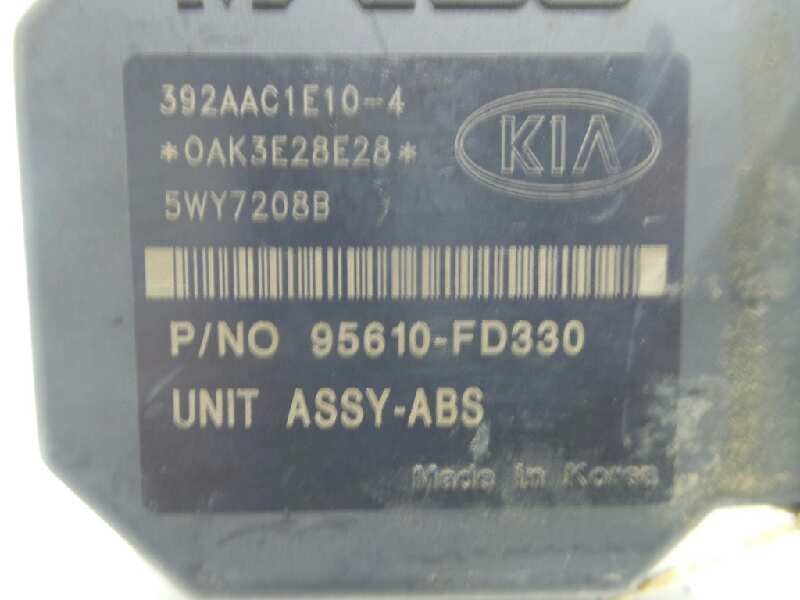 392AAC1E10-4
*OAK3E28E28*
KIA
5WY7208B
P/NO 95610-FD330
UNIT ASSY-ABS
Made in Korea